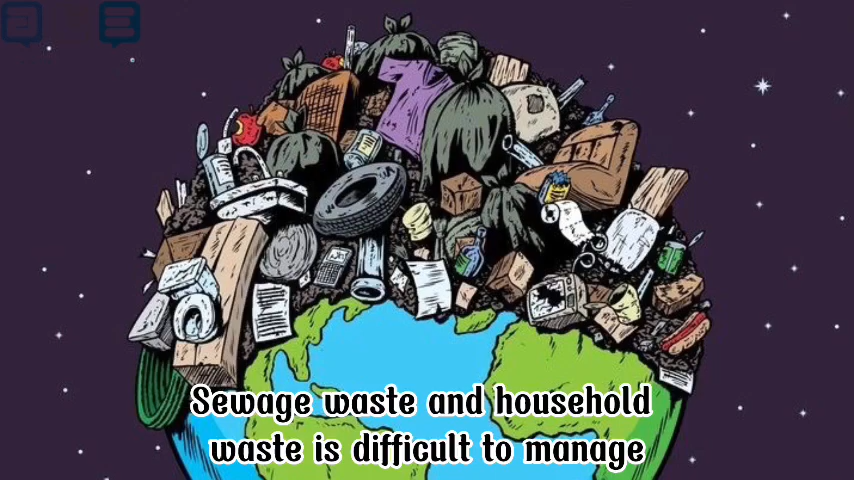 Sewage waste and household
waste is difficult to manage